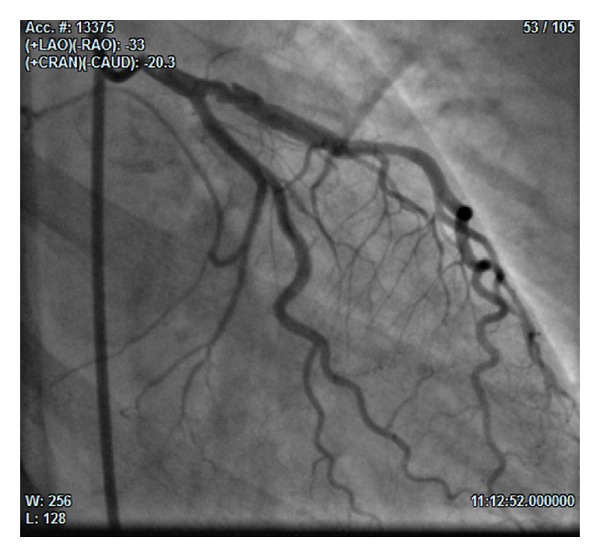 Acc. #: 13375
53 / 105
(+LAO)(-RAO): -33
(+CRAN)(-CAUD): -20.3
W: 256
11:12:52.000000
L: 128